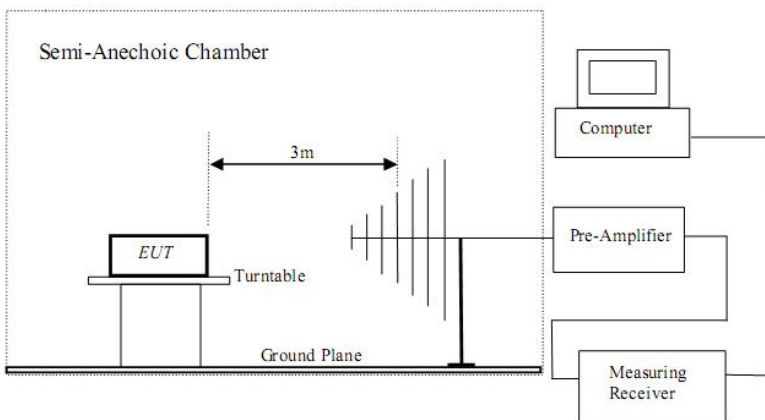 Semi-Anechoic Chamber
3m
Computer
Pre-Amplifier
EUT
Turntable
Ground Plane
Measuring
Receiver